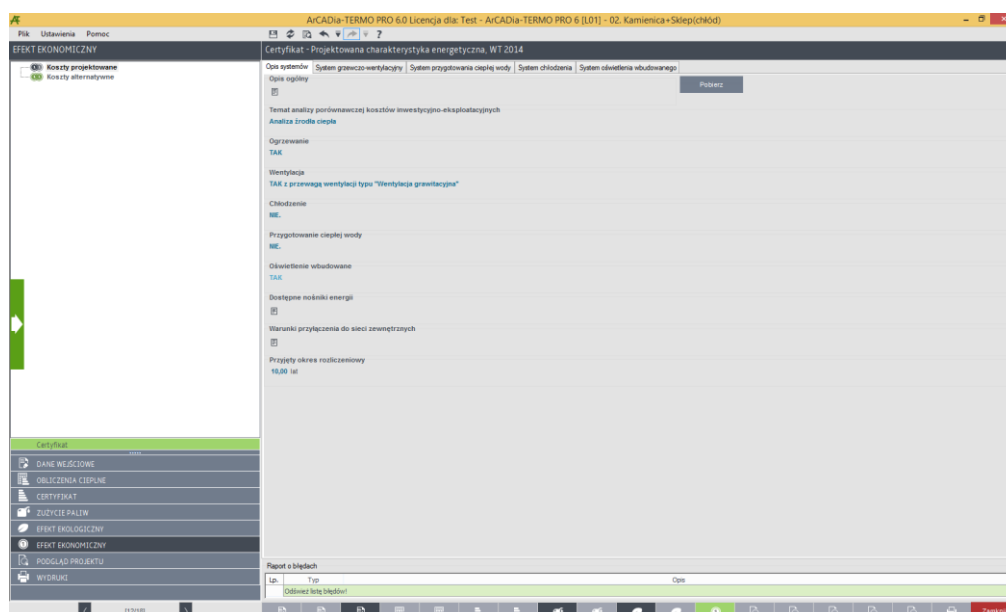 ArCADia-TERMO PRO 6.0 Licencja dla: Test - ArCADia-TERMO PRO 6 [L01] - 02. Kamienica+Sklep(chłód)
Plik Ustawienia Pomoc
EFEKT EKONOMICZNY
Certyfikat - Projektowana charakterystyka energetyczna, WT 2014
Koszty projektowane
Koszty alternatywne
Opis systemów System grzewczo-wentylacyjny System przygotowania ciepłej wody System chłodzenia System oświetlenia wbudowanego
Opis ogólny
Pobierz
Temat analizy porównawczej kosztów inwestycyjno-eksploatacyjnych
Analiza źródła ciepła
Ogrzewanie
TAK
Wentylacja
TAK z przewagą wentylacji typu "Wentylacja grawitacyjna"
Chłodzenie
NIE.
Przygotowanie ciepłej wody
NIE.
Oświetlenie wbudowane
TAK
Dostępne nośniki energii
Warunki przyłączenia do sieci zewnętrznych
Przyjęty okres rozliczeniowy
10,00 lat
Certyfikat
DANE WEJŚCIOWE
OBLICZENIA CIEPLNE
CERTYFIKAT
ZUŻYCIE PALIW
EFEKT EKOLOGICZNY
EFEKT EKONOMICZNY
PODGLĄD PROJEKTU
WYDRUKI
Raport o błędach
Lp. Typ Opis
Odśwież listę błędów!